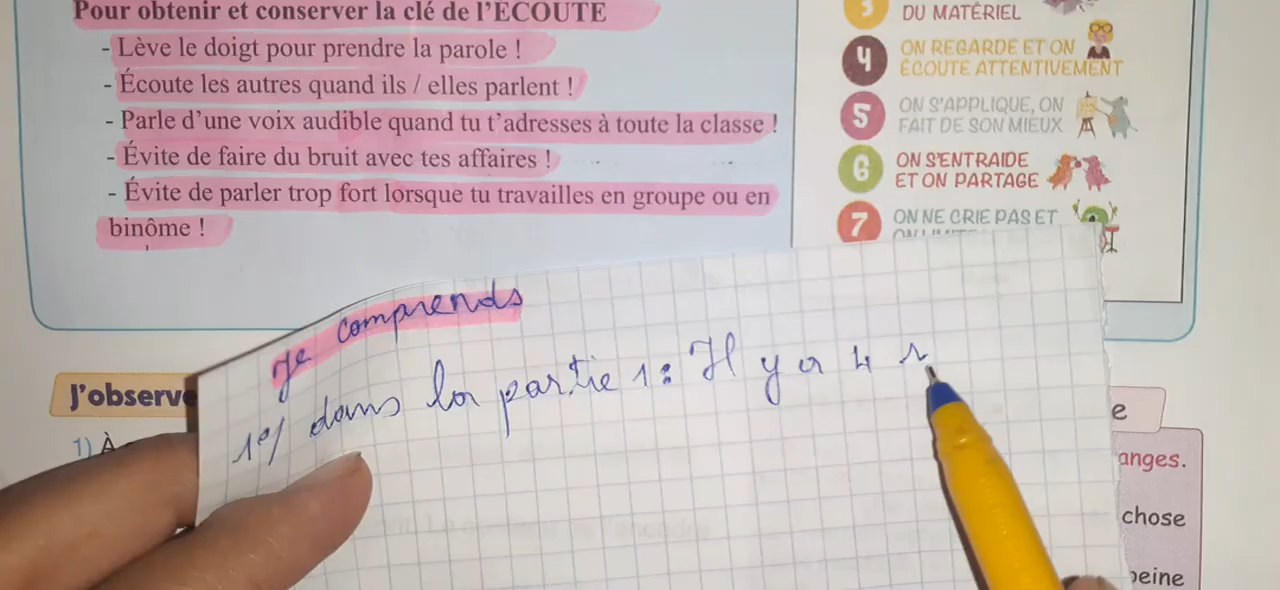 Pour obtenir et conserver la clé de l'ÉCOUTE
- Lève le doigt pour prendre la parole !
- Écoute les autres quand ils / elles parlent !
- Parle d'une voix audible quand tu t'adresses à toute la classe !
- Évite de faire du bruit avec tes affaires !
- Évite de parler trop fort lorsque tu travailles en groupe ou en
binôme !
3
DU MATÉRIEL
4 ON REGARDE ET ON
ÉCOUTE ATTENTIVEMENT
5 ON S'APPLIQUE, ON
FAIT DE SON MIEUX
6 ON S'ENTRAIDE
ET ON PARTAGE
7 ON NE CRIE PAS ET
je comprends
1°/ dans la partie 1: Il y a 4
J'observe
1) À
e
anges.
chose
peine